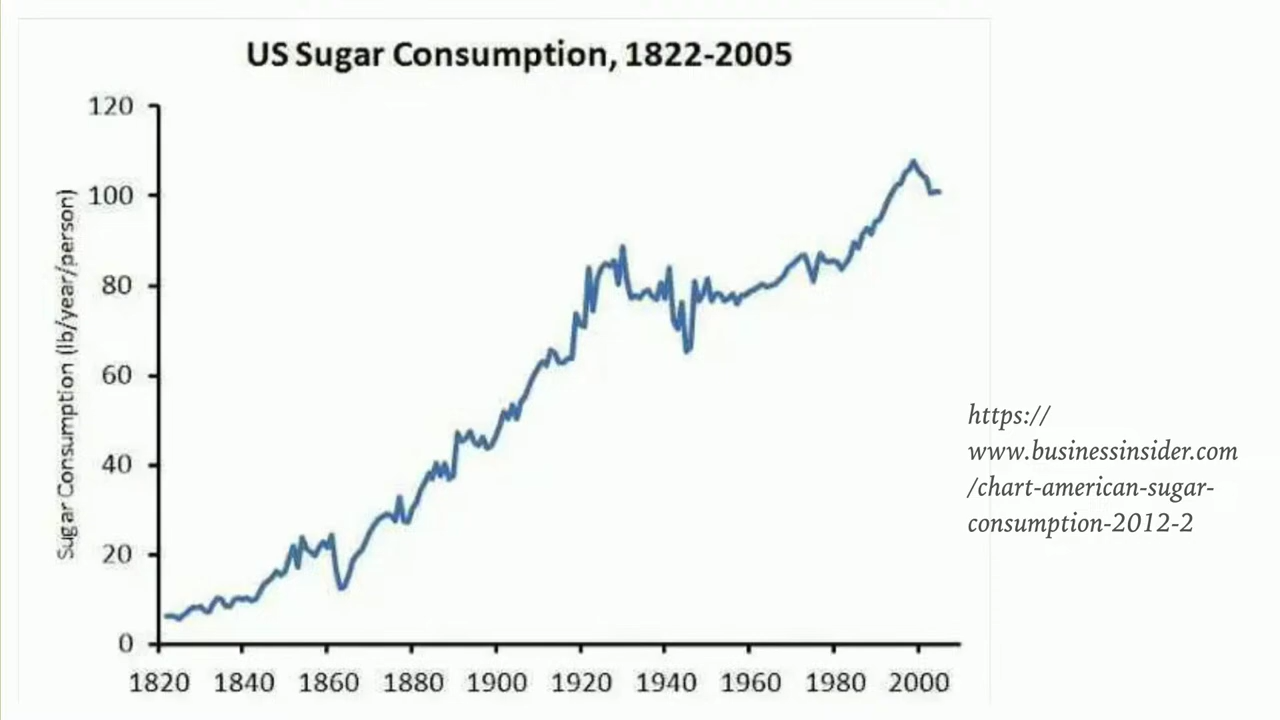 US Sugar Consumption, 1822-2005
Sugar Consumption (lb/year/person)
120
100
80
60
40
20
0
1820 1840 1860 1880 1900 1920 1940 1960 1980 2000
https://
www.businessinsider.com
/chart-american-sugar-
consumption-2012-2